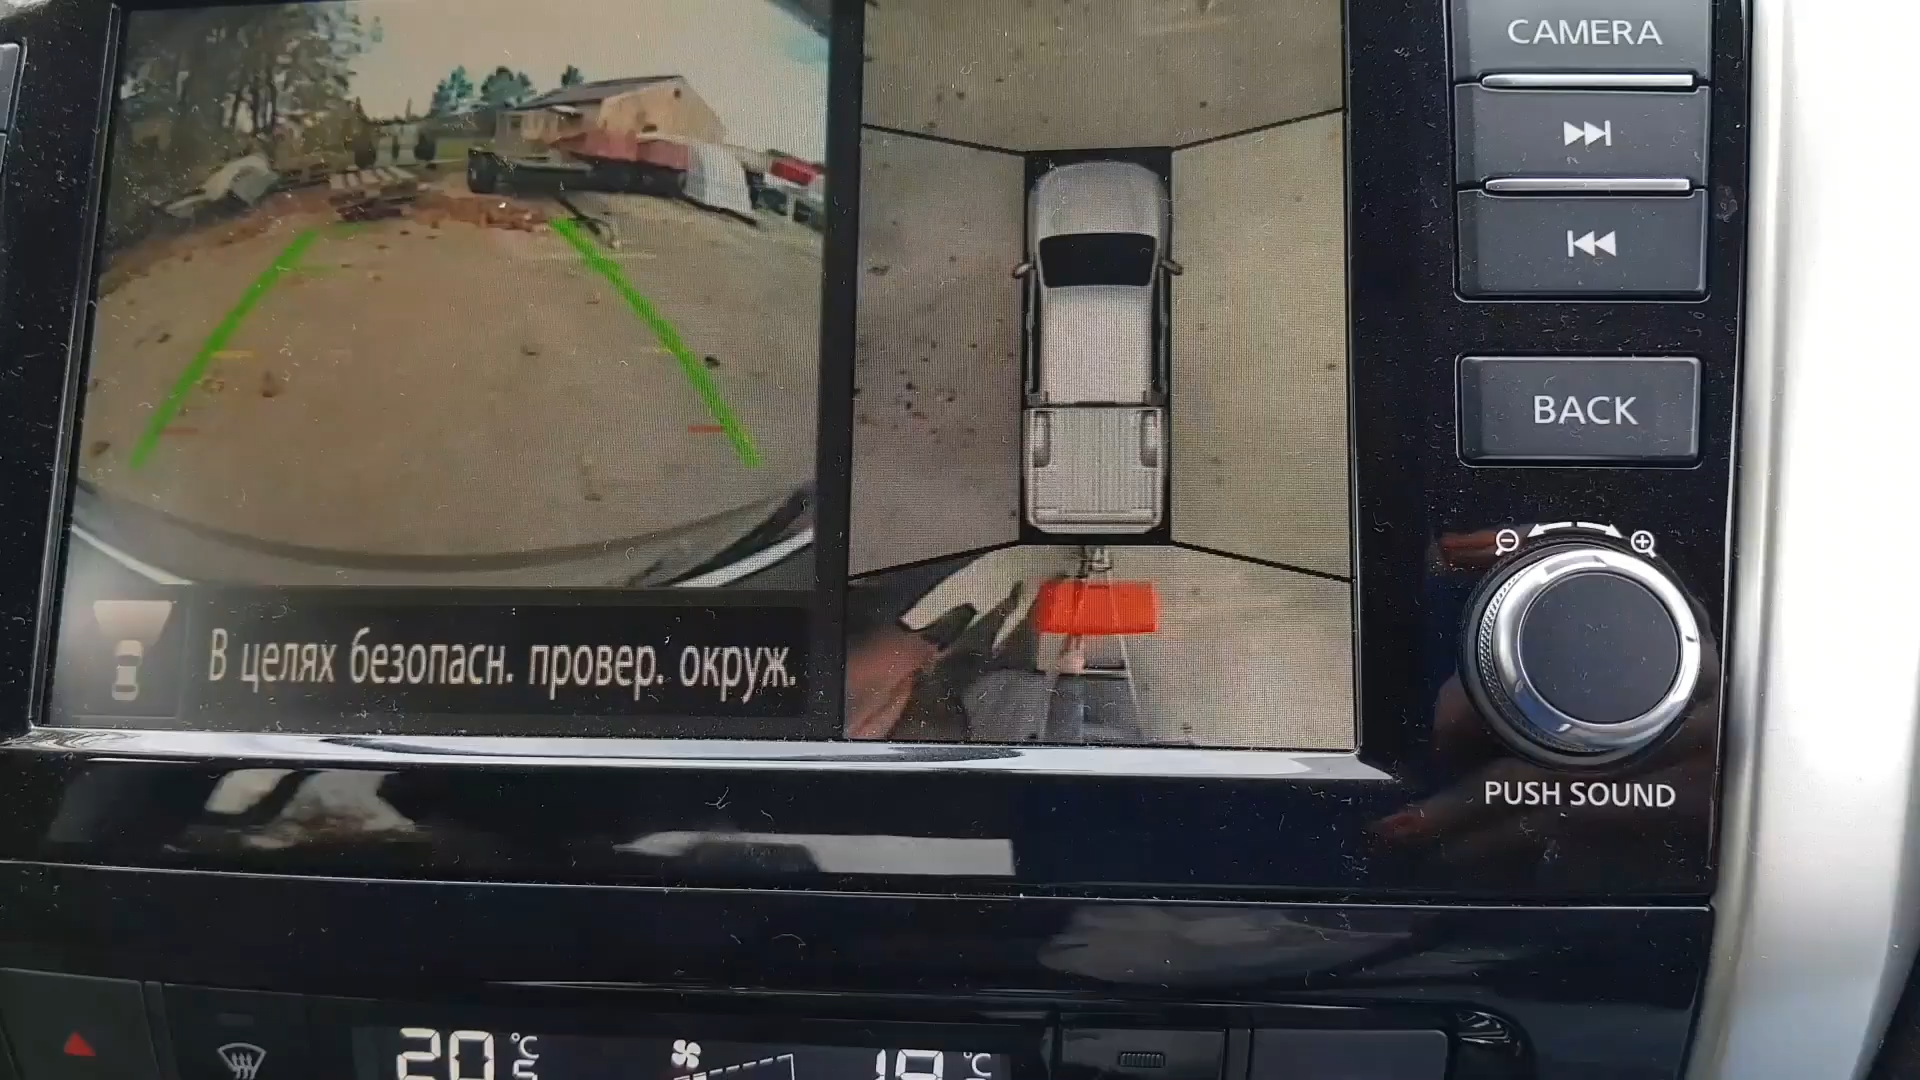 CAMERA
BACK
В целях безопасн. провер. окруж.
PUSH SOUND
20 °C
19 °C